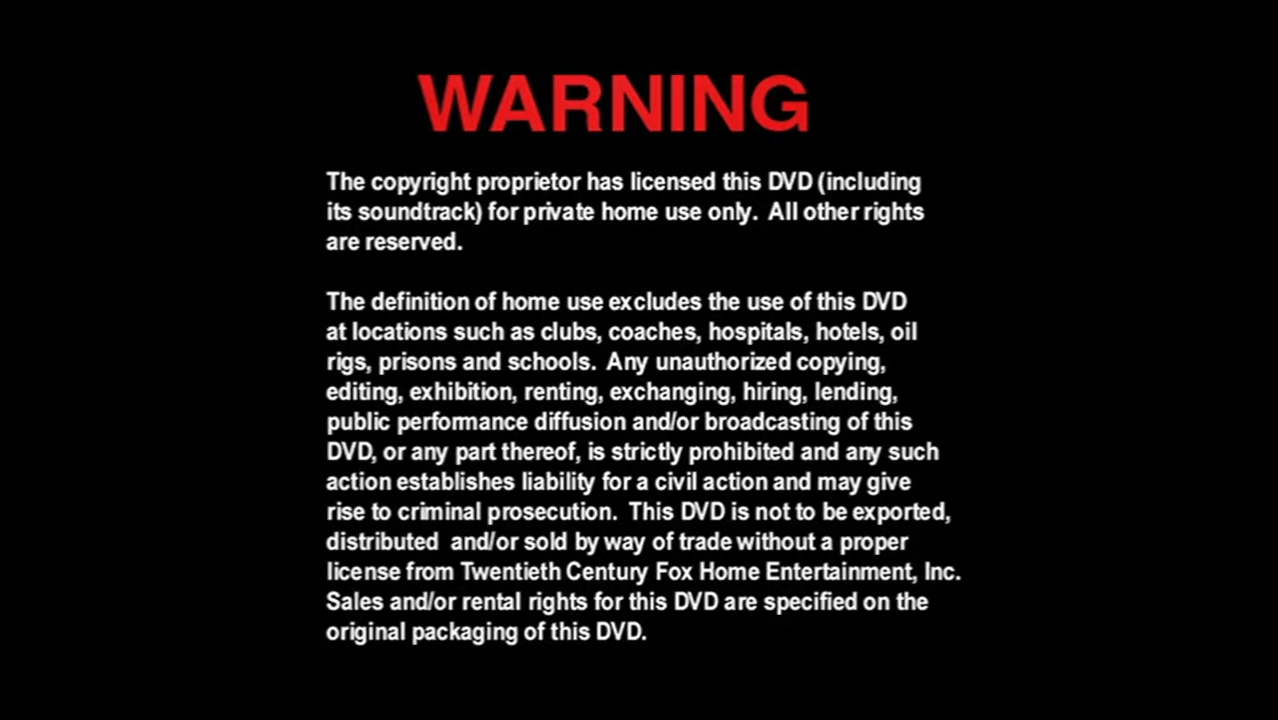 WARNING
The copyright proprietor has licensed this DVD (including
its soundtrack) for private home use only.  All other rights
are reserved.
The definition of home use excludes the use of this DVD
at locations such as clubs, coaches, hospitals, hotels, oil
rigs, prisons and schools.  Any unauthorized copying,
editing, exhibition, renting, exchanging, hiring, lending,
public performance diffusion and/or broadcasting of this
DVD, or any part thereof, is strictly prohibited and any such
action establishes liability for a civil action and may give
rise to criminal prosecution.  This DVD is not to be exported,
distributed  and/or sold by way of trade without a proper
license from Twentieth Century Fox Home Entertainment, Inc.
Sales and/or rental rights for this DVD are specified on the
original packaging of this DVD.